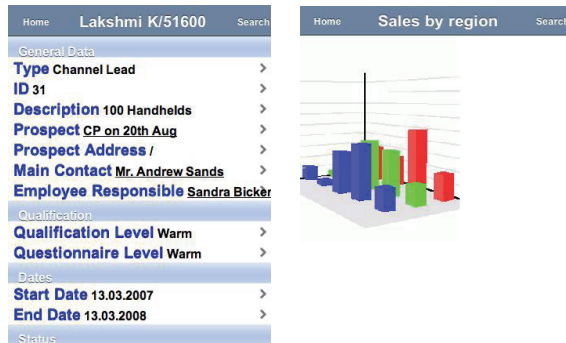 Home Lakshmi K/51600 Search
General Data
Type Channel Lead
ID 31
Description 100 Handhelds
Prospect CP on 20th Aug
Prospect Address /
Main Contact Mr. Andrew Sands
Employee Responsible Sandra Bicker
Qualification
Qualification Level Warm
Questionnaire Level Warm
Dates
Start Date 13.03.2007
End Date 13.03.2008
Status
Home Sales by region Search